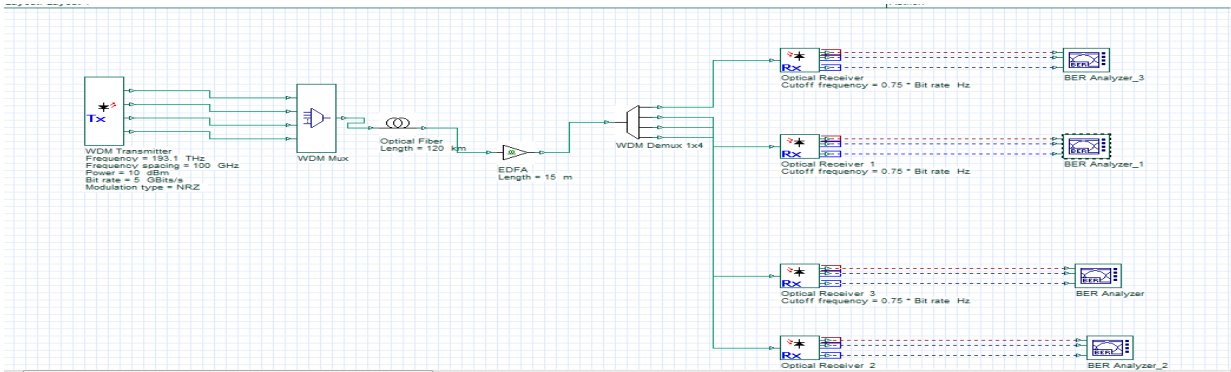 Rx
Optical Receiver
Cutoff frequency = 0.75 * Bit rate Hz
BER
BER Analyzer_3
Tx
WDM Transmitter
Frequency = 193.1 THz
Frequency spacing = 100 GHz
Power = 10 dBm
Bit rate = 5 GBits/s
Modulation type = NRZ
WDM Mux
Optical Fiber
Length = 120 km
EDFA
Length = 15 m
WDM Demux 1x4
Rx
Optical Receiver 1
Cutoff frequency = 0.75 * Bit rate Hz
BER
BER Analyzer_1
Rx
Optical Receiver 3
Cutoff frequency = 0.75 * Bit rate Hz
BER
BER Analyzer
Rx
Optical Receiver 2
BER
BER Analyzer_2